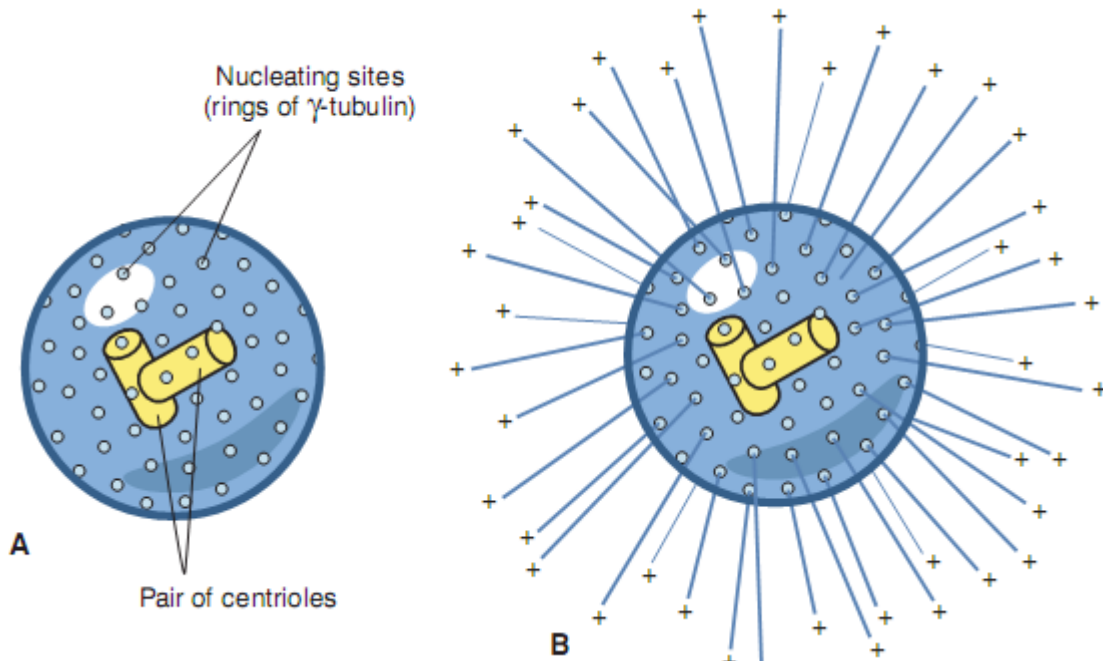 Nucleating sites
(rings of γ-tubulin)
A
Pair of centrioles
B
+ + + + + + + + + + + + + + + + + + + + + + + + + + + + + + + + + + + + + + + + + +